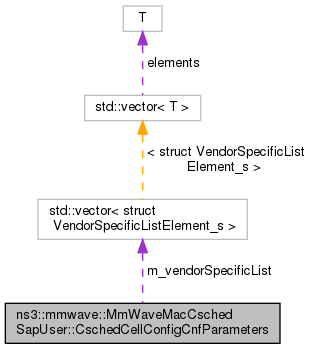 T
elements
std::vector< T >
< struct VendorSpecificList
Element_s >
std::vector< struct
VendorSpecificListElement_s >
m_vendorSpecificList
ns3::mmwave::MmWaveMacCsched
SapUser::CschedCellConfigCnfParameters